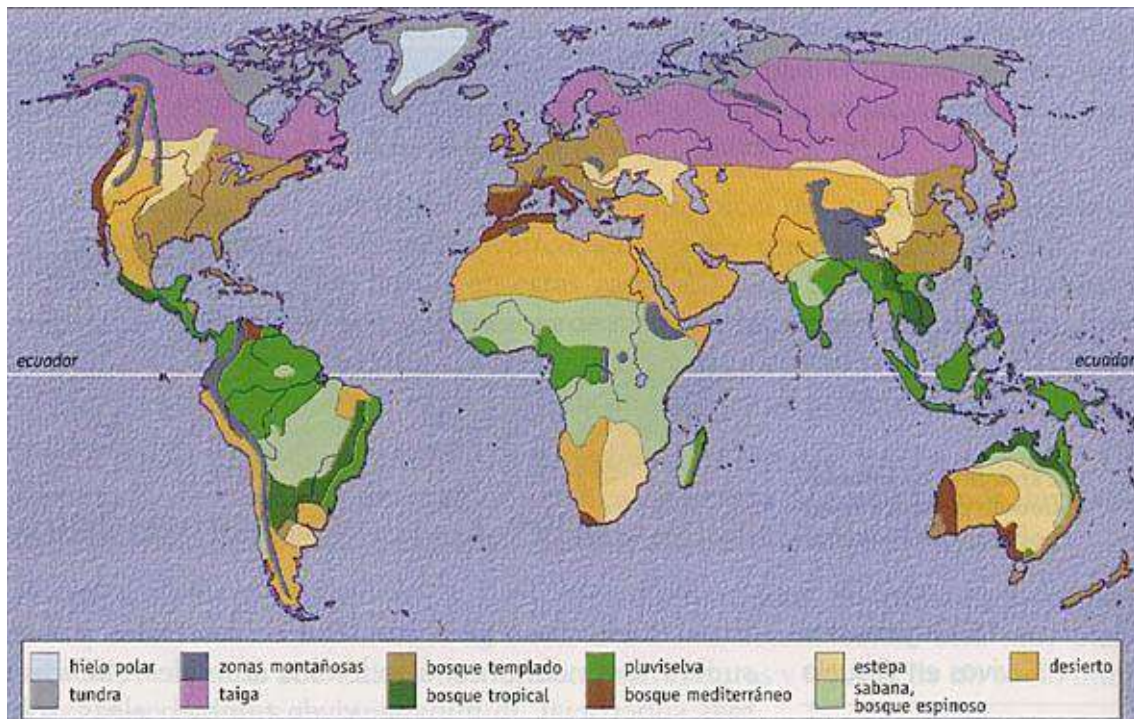 ecuador ecuador
hielo polar zonas montañosas bosque templado pluviselva estepa desierto
tundra taiga bosque tropical bosque mediterráneo sabana,
bosque espinoso